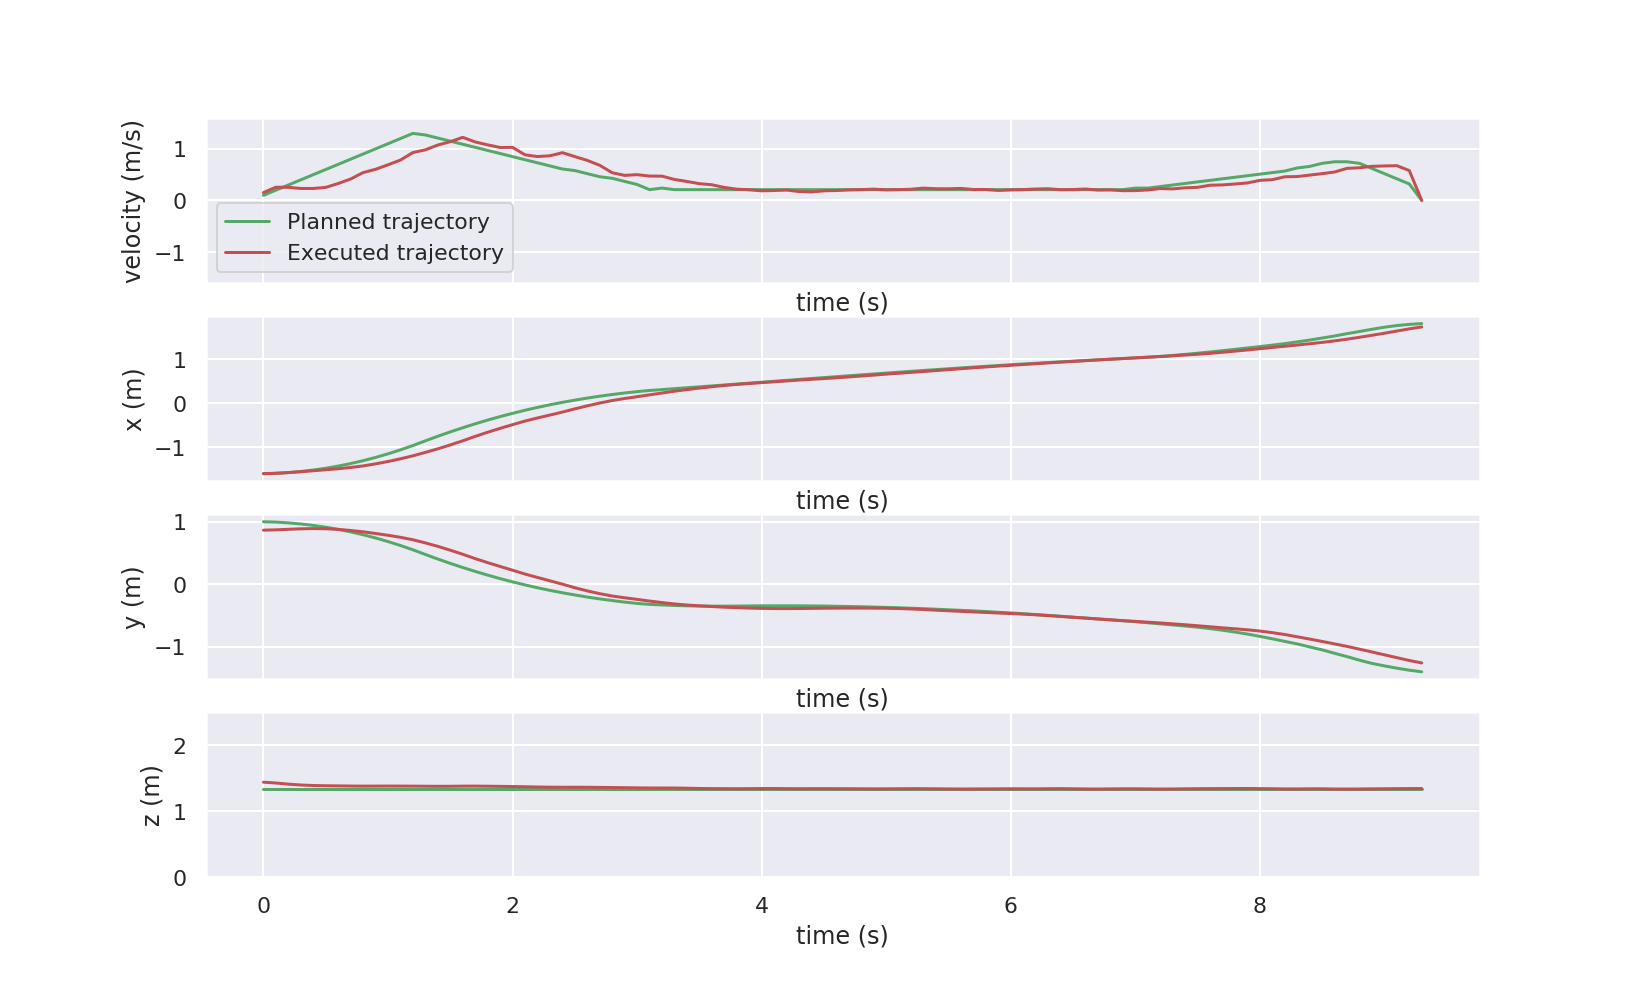 velocity (m/s)
1
0
−1
Planned trajectory
Executed trajectory
time (s)
x (m)
1
0
−1
time (s)
y (m)
1
0
−1
time (s)
z (m)
2
1
0
0 2 4 6 8
time (s)